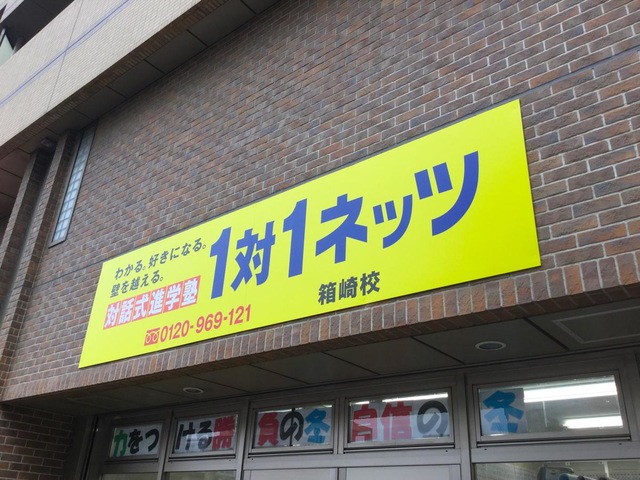 わかる。好きになる。
壁を越える。
対話式進学塾
0120-969-121
1対1ネッツ
箱崎校
力をつける勝負の冬 自信の冬